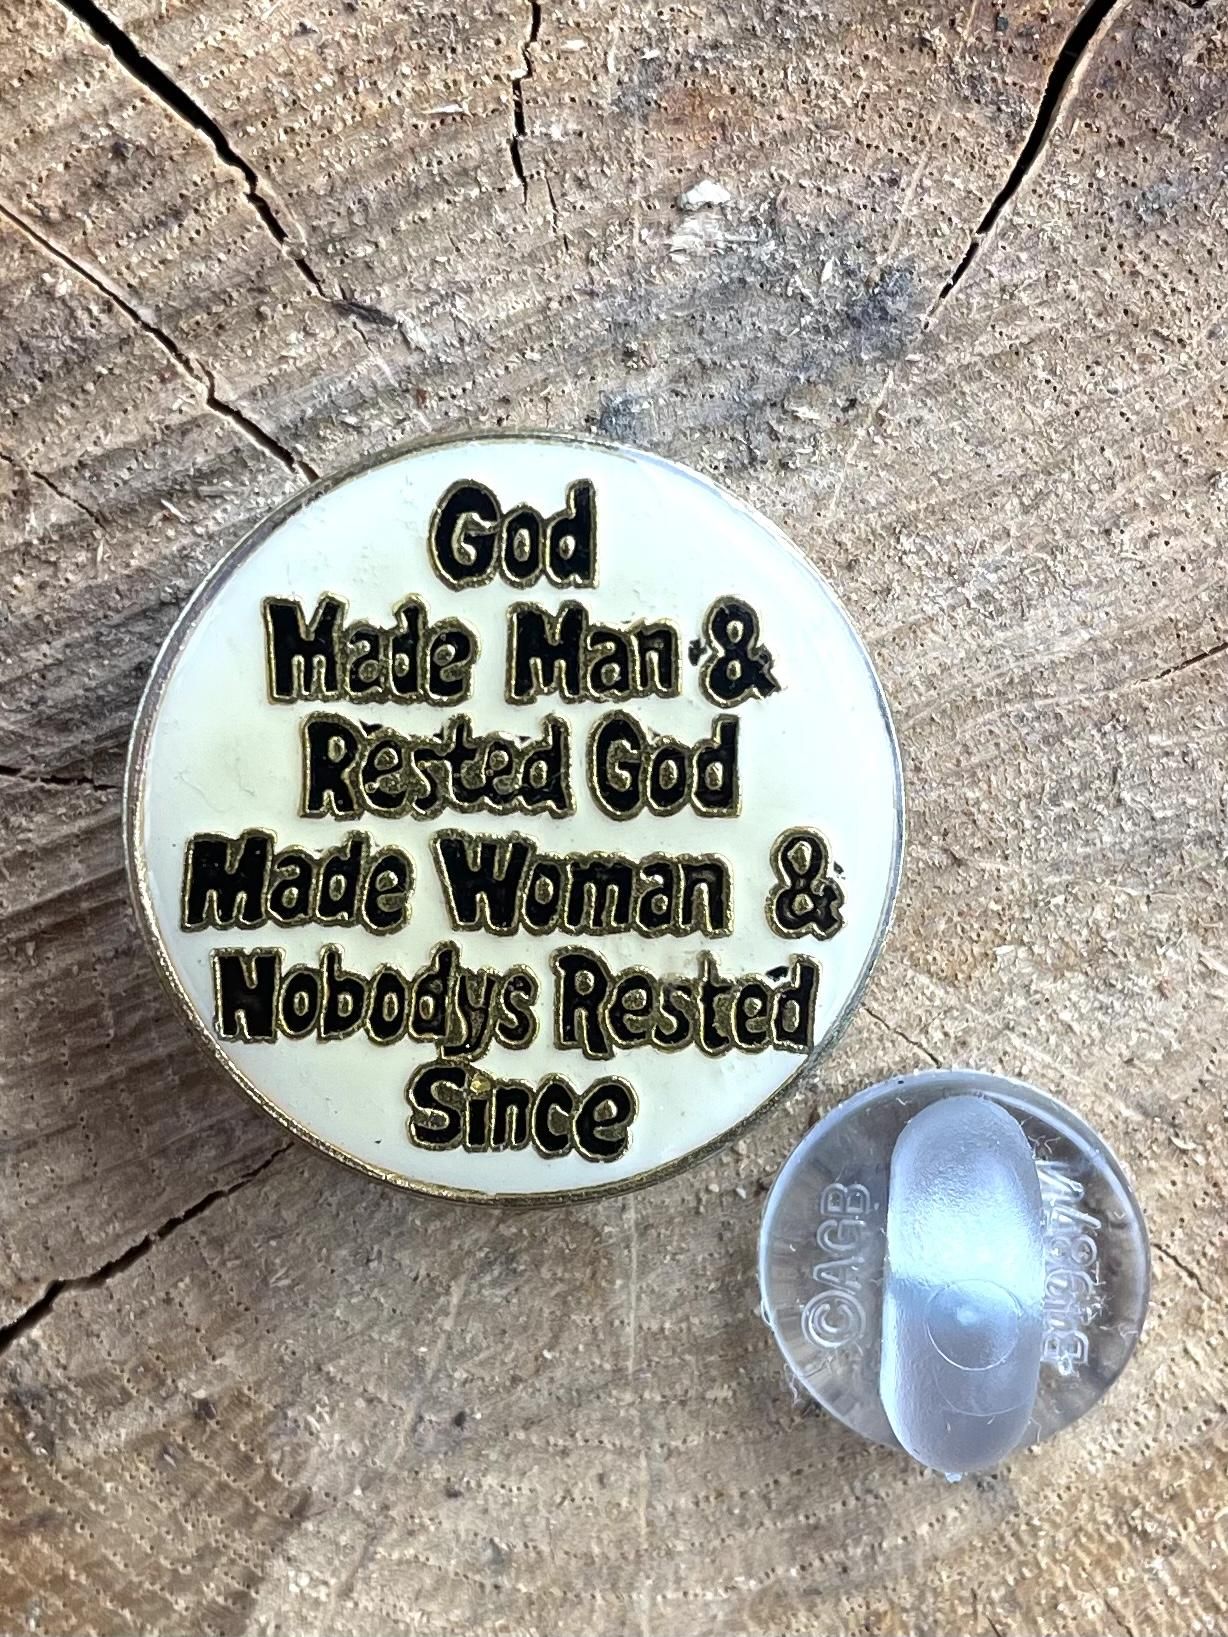 God
Made Man &
Rested God
Made Woman &
Nobodys Rested
Since
©AGB